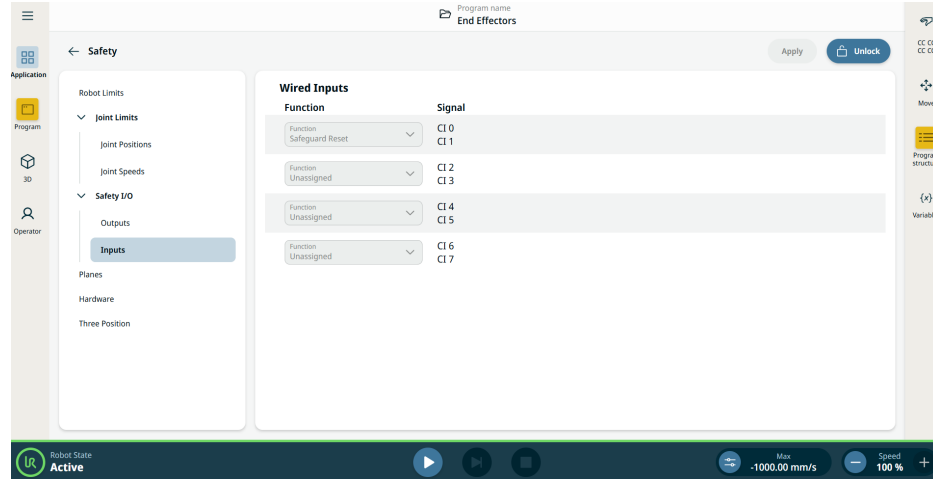 Program name
End Effectors
Application
Program
3D
Operator
Safety
Apply
Unlock
Robot Limits
Joint Limits
Joint Positions
Joint Speeds
Safety I/O
Outputs
Inputs
Planes
Hardware
Three Position
Wired Inputs
Function Signal
Function
Safeguard Reset
CI 0
CI 1
Function
Unassigned
CI 2
CI 3
Function
Unassigned
CI 4
CI 5
Function
Unassigned
CI 6
CI 7
Move
{x}
Robot State
Active
Max
-1000.00 mm/s
Speed
100 %